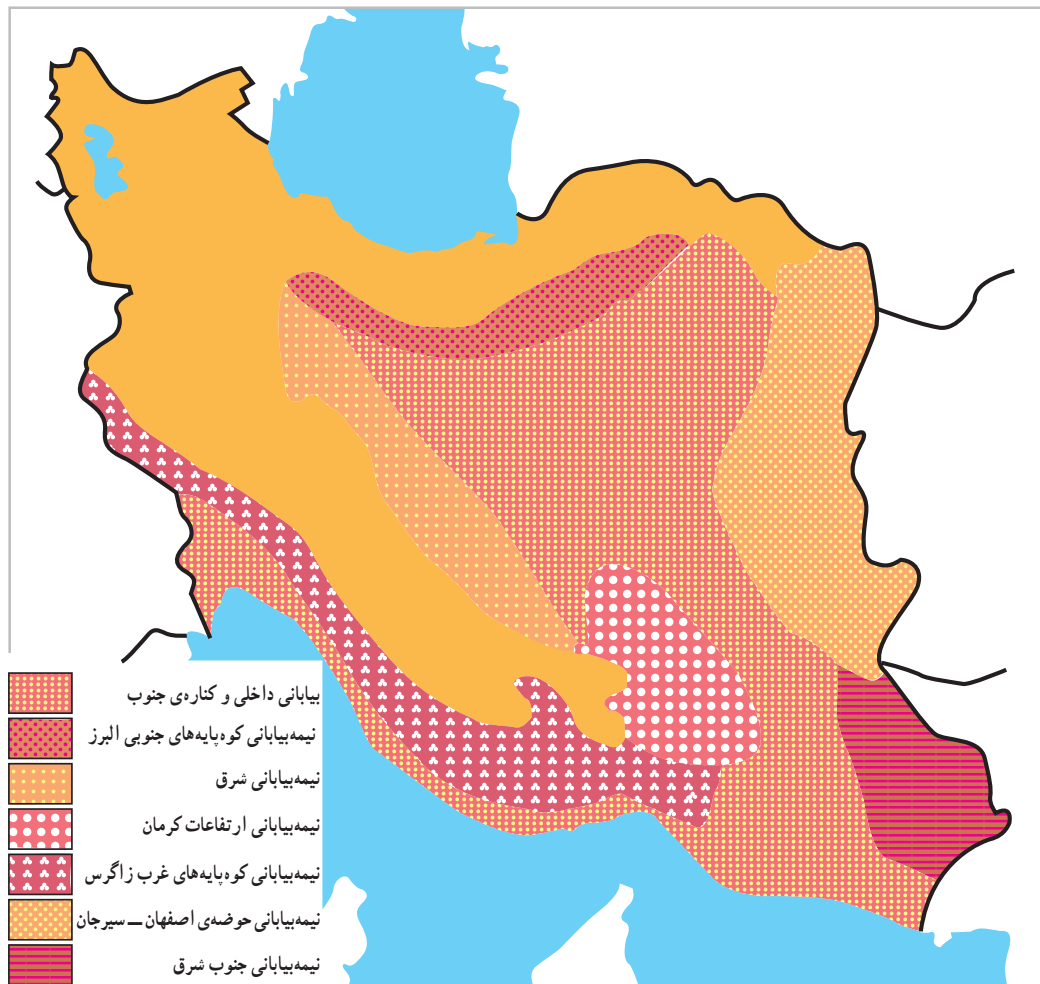 بیابانی داخلی و کناره‌ی جنوب
نیمه‌بیابانی کوه‌پایه‌های جنوبی البرز
نیمه‌بیابانی شرق
نیمه‌بیابانی ارتفاعات کرمان
نیمه‌بیابانی کوه‌پایه‌های غرب زاگرس
نیمه‌بیابانی حوضه‌ی اصفهان ـ سیرجان
نیمه‌بیابانی جنوب شرق